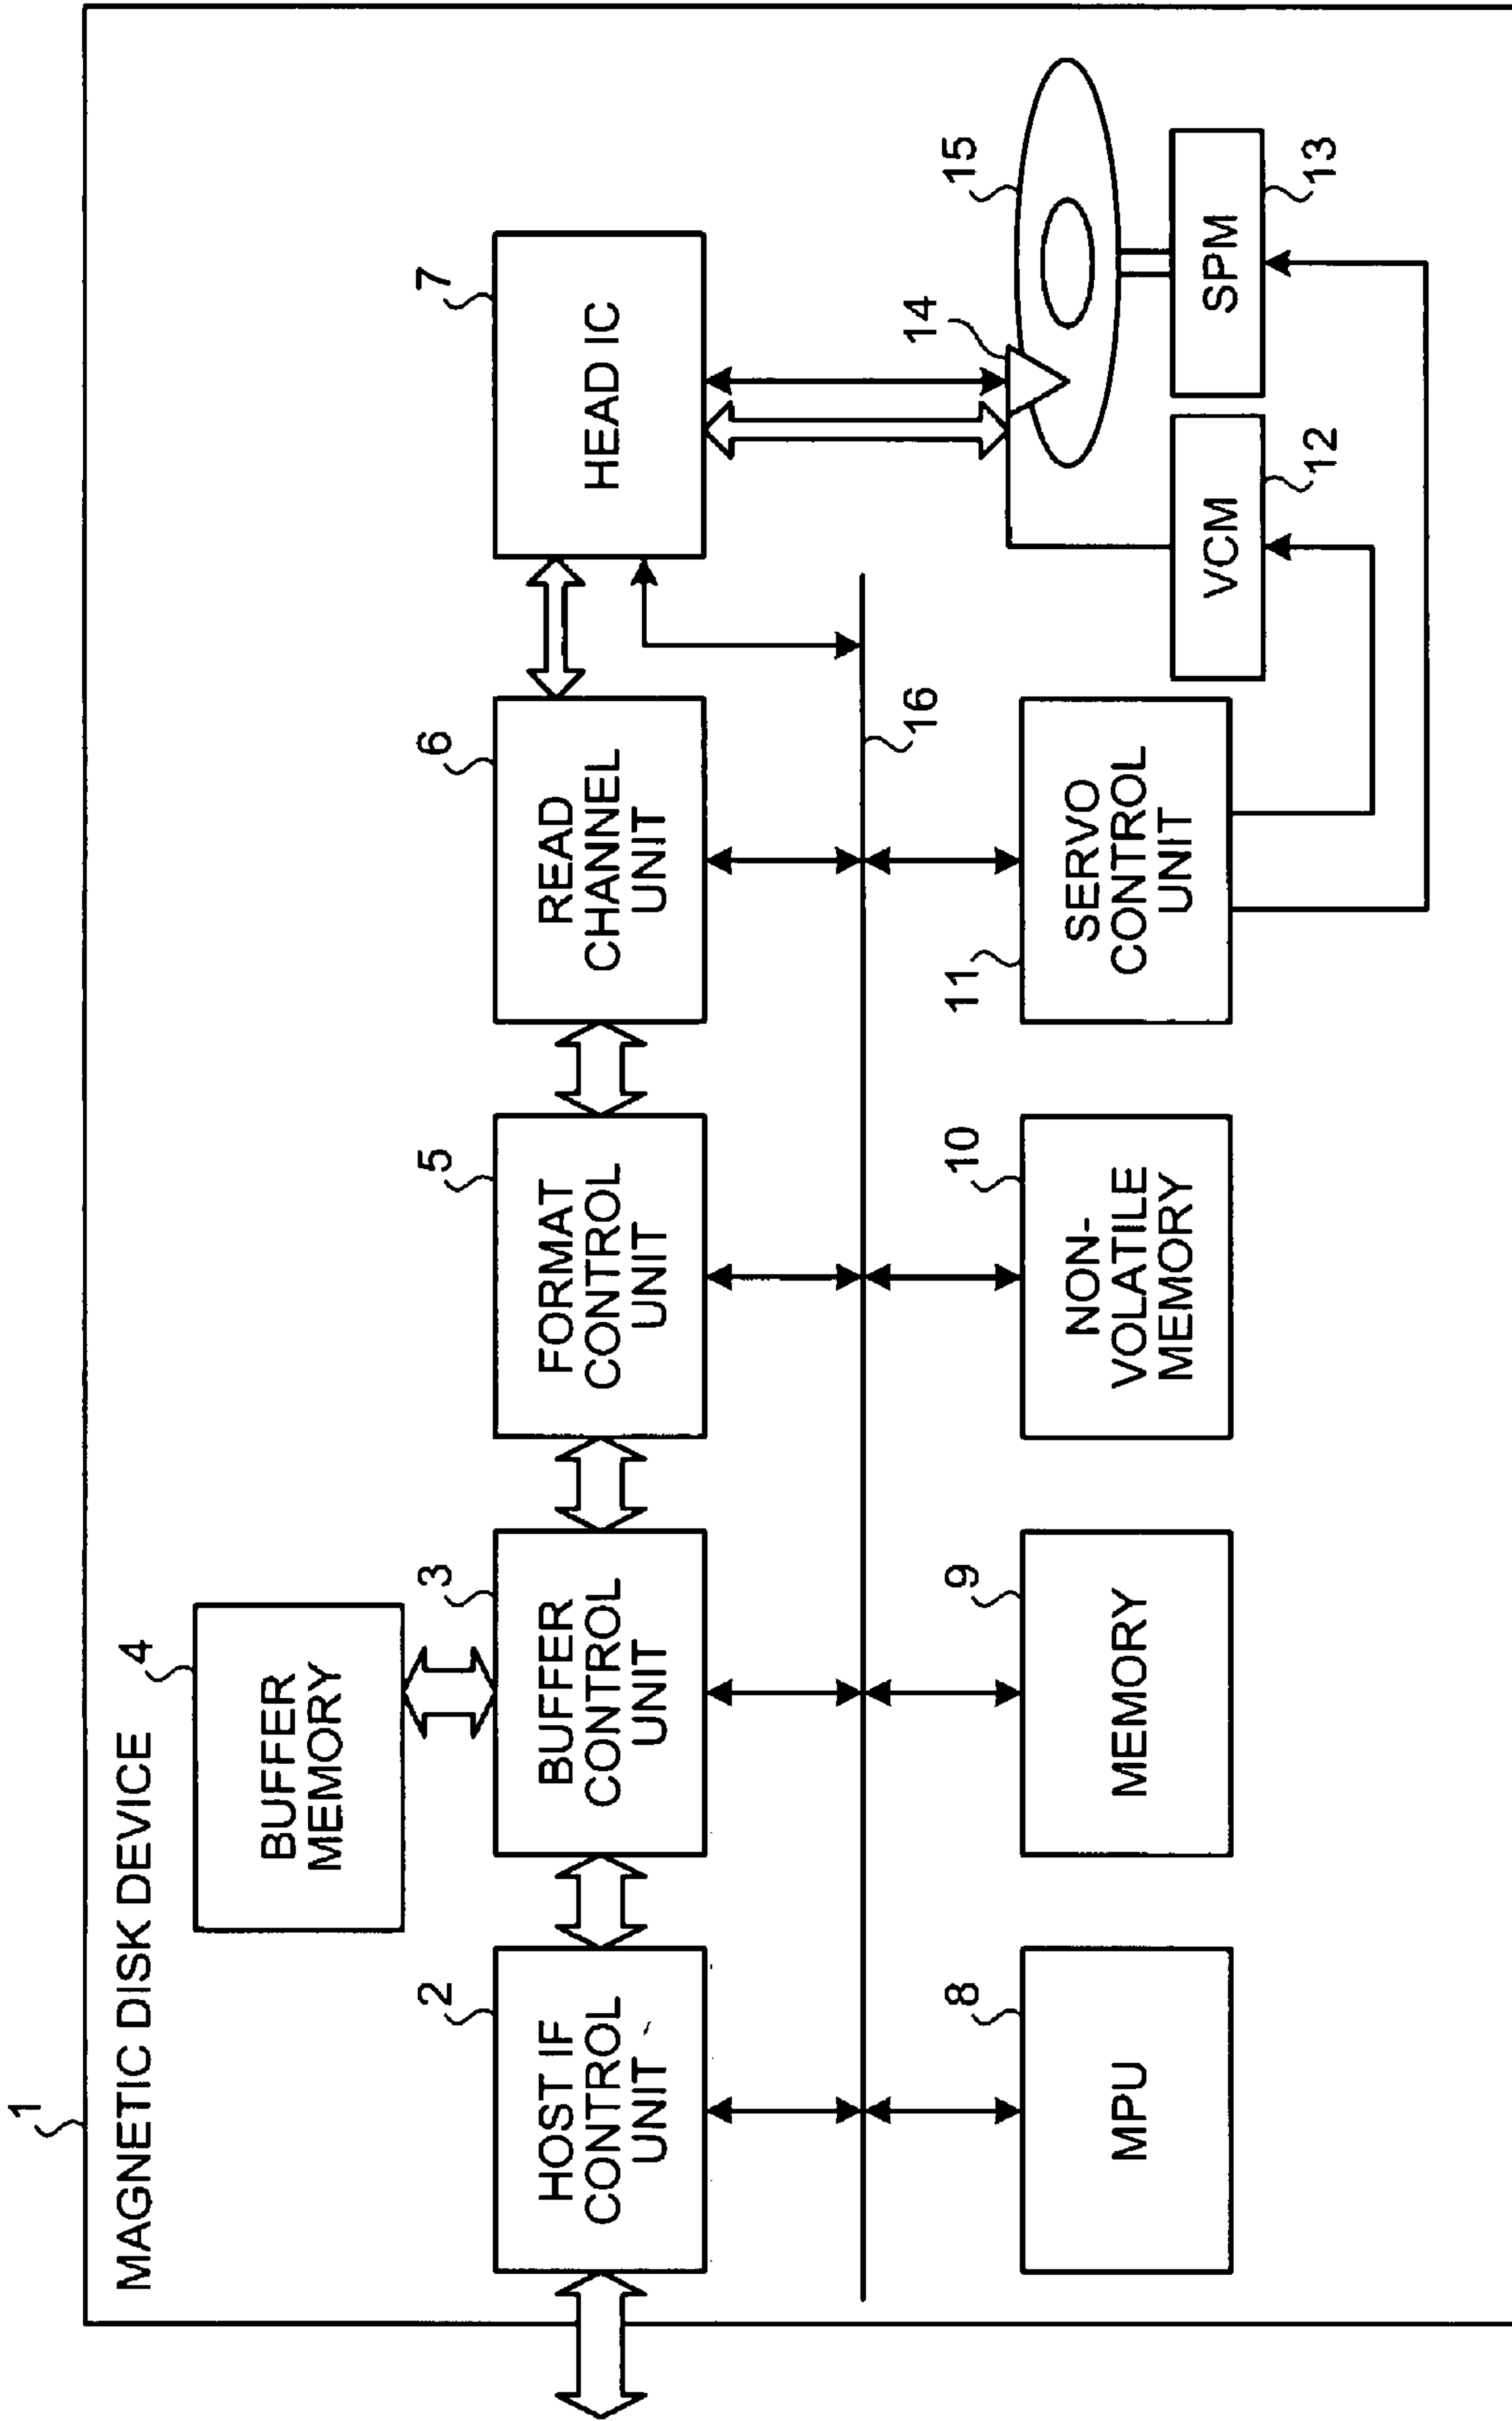 1
MAGNETIC DISK DEVICE
4
BUFFER
MEMORY
2
HOST IF
CONTROL
UNIT
3
BUFFER
CONTROL
UNIT
5
FORMAT
CONTROL
UNIT
6
READ
CHANNEL
UNIT
7
HEAD IC
16
8
MPU
9
MEMORY
10
NON-
VOLATILE
MEMORY
11
SERVO
CONTROL
UNIT
14
15
VCM
12
SPM
13